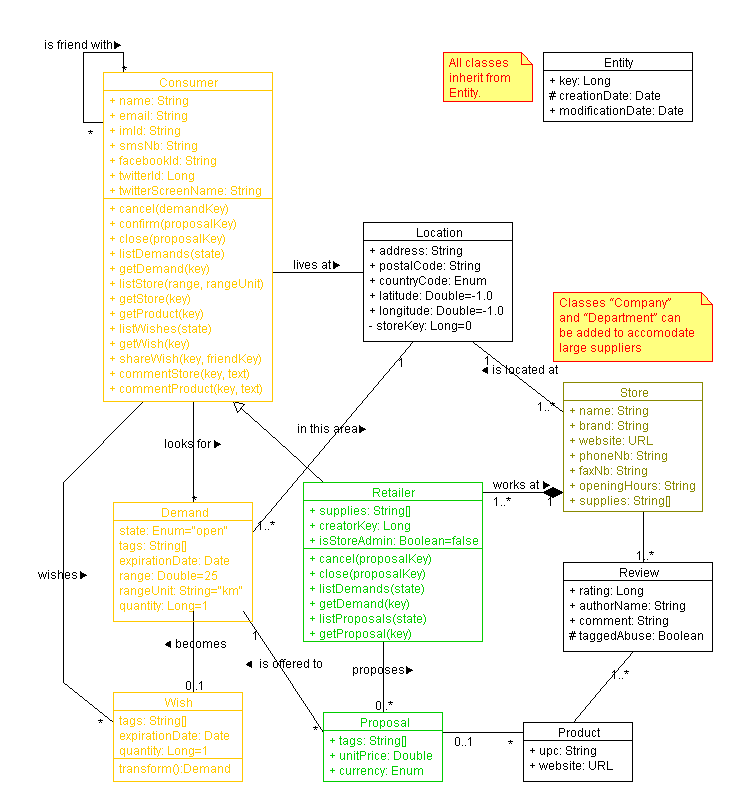 is friend with
*
*
All classes
inherit from
Entity.
Entity
+ key: Long
# creationDate: Date
+ modificationDate: Date
Consumer
+ name: String
+ email: String
+ imId: String
+ smsNb: String
+ facebookId: String
+ twitterId: Long
+ twitterScreenName: String
+ cancel(demandKey)
+ confirm(proposalKey)
+ close(proposalKey)
+ listDemands(state)
+ getDemand(key)
+ listStore(range, rangeUnit)
+ getStore(key)
+ getProduct(key)
+ listWishes(state)
+ getWish(key)
+ shareWish(key, friendKey)
+ commentStore(key, text)
+ commentProduct(key, text)
lives at
Location
+ address: String
+ postalCode: String
+ countryCode: Enum
+ latitude: Double=-1.0
+ longitude: Double=-1.0
- storeKey: Long=0
Classes "Company"
and "Department" can
be added to accomodate
large suppliers
1
1
is located at
1..*
Store
+ name: String
+ brand: String
+ website: URL
+ phoneNb: String
+ faxNb: String
+ openingHours: String
+ supplies: String[]
looks for
*
in this area
1..*
works at
1..*
1
Retailer
+ supplies: String[]
+ creatorKey: Long
+ isStoreAdmin: Boolean=false
+ cancel(proposalKey)
+ close(proposalKey)
+ listDemands(state)
+ getDemand(key)
+ listProposals(state)
+ getProposal(key)
Demand
state: Enum="open"
tags: String[]
expirationDate: Date
range: Double=25
rangeUnit: String="km"
quantity: Long=1
1..*
Review
+ rating: Long
+ authorName: String
+ comment: String
# taggedAbuse: Boolean
1..*
wishes
*
becomes
0..1
1
is offered to
*
proposes
0..*
Wish
tags: String[]
expirationDate: Date
quantity: Long=1
transform():Demand
Proposal
+ tags: String[]
+ unitPrice: Double
+ currency: Enum
0..1
*
Product
+ upc: String
+ website: URL